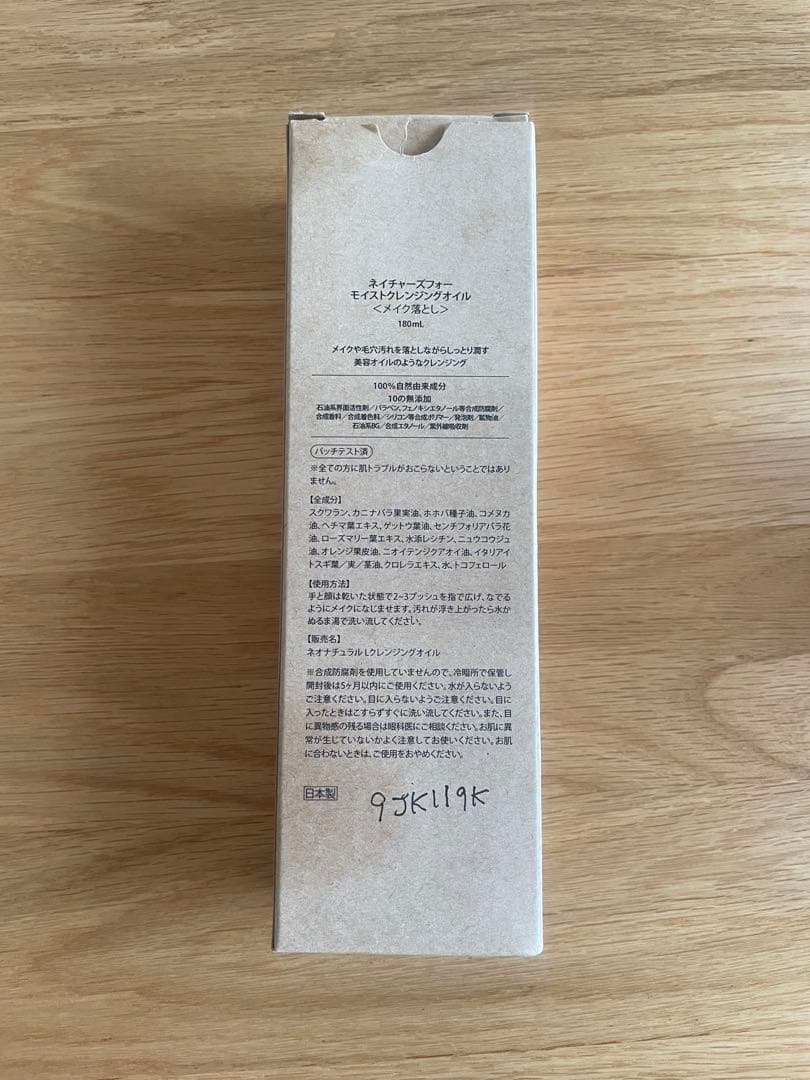 ネイチャーズフォー
モイストクレンジングオイル
＜メイク落とし＞
180mL
メイクや毛穴汚れを落としながらしっとり潤す
美容オイルのようなクレンジング
100%自然由来成分
10の無添加
石油系界面活性剤／パラベン、フェノキシエタノール等合成防腐剤／
合成香料／合成着色料／シリコン等合成ポリマー／発泡剤／鉱物油／
石油系BG／合成エタノール／紫外線吸収剤
パッチテスト済
※全ての方に肌トラブルがおこらないということではあり
ません。
【全成分】
スクワラン、カニナバラ果実油、ホホバ種子油、コメヌカ
油、ヘチマ葉エキス、ゲットウ葉油、センチフォリアバラ花
油、ローズマリー葉エキス、水添レシチン、ニュウコウジュ
油、オレンジ果皮油、ニオイテンジクアオイ油、イタリアイ
トスギ葉／実／茎油、クロレラエキス、水、トコフェロール
【使用方法】
手と顔は乾いた状態で2~3プッシュを指で広げ、なでる
ようにメイクになじませます。汚れが浮き上がったら水か
ぬるま湯で洗い流してください。
【販売名】
ネオナチュラル Lクレンジングオイル
※合成防腐剤を使用していませんので、冷暗所で保管し
開封後は5ヶ月以内にご使用ください。水が入らないよう
ご注意ください。目に入らないようご注意ください。目に
入ったときはこすらずすぐに洗い流してください。また、目
に異物感の残る場合は眼科医にご相談ください。お肌に異
常が生じていないかよく注意してお使いください。お肌
に合わないときは、ご使用をおやめください。
日本製
9JK119K